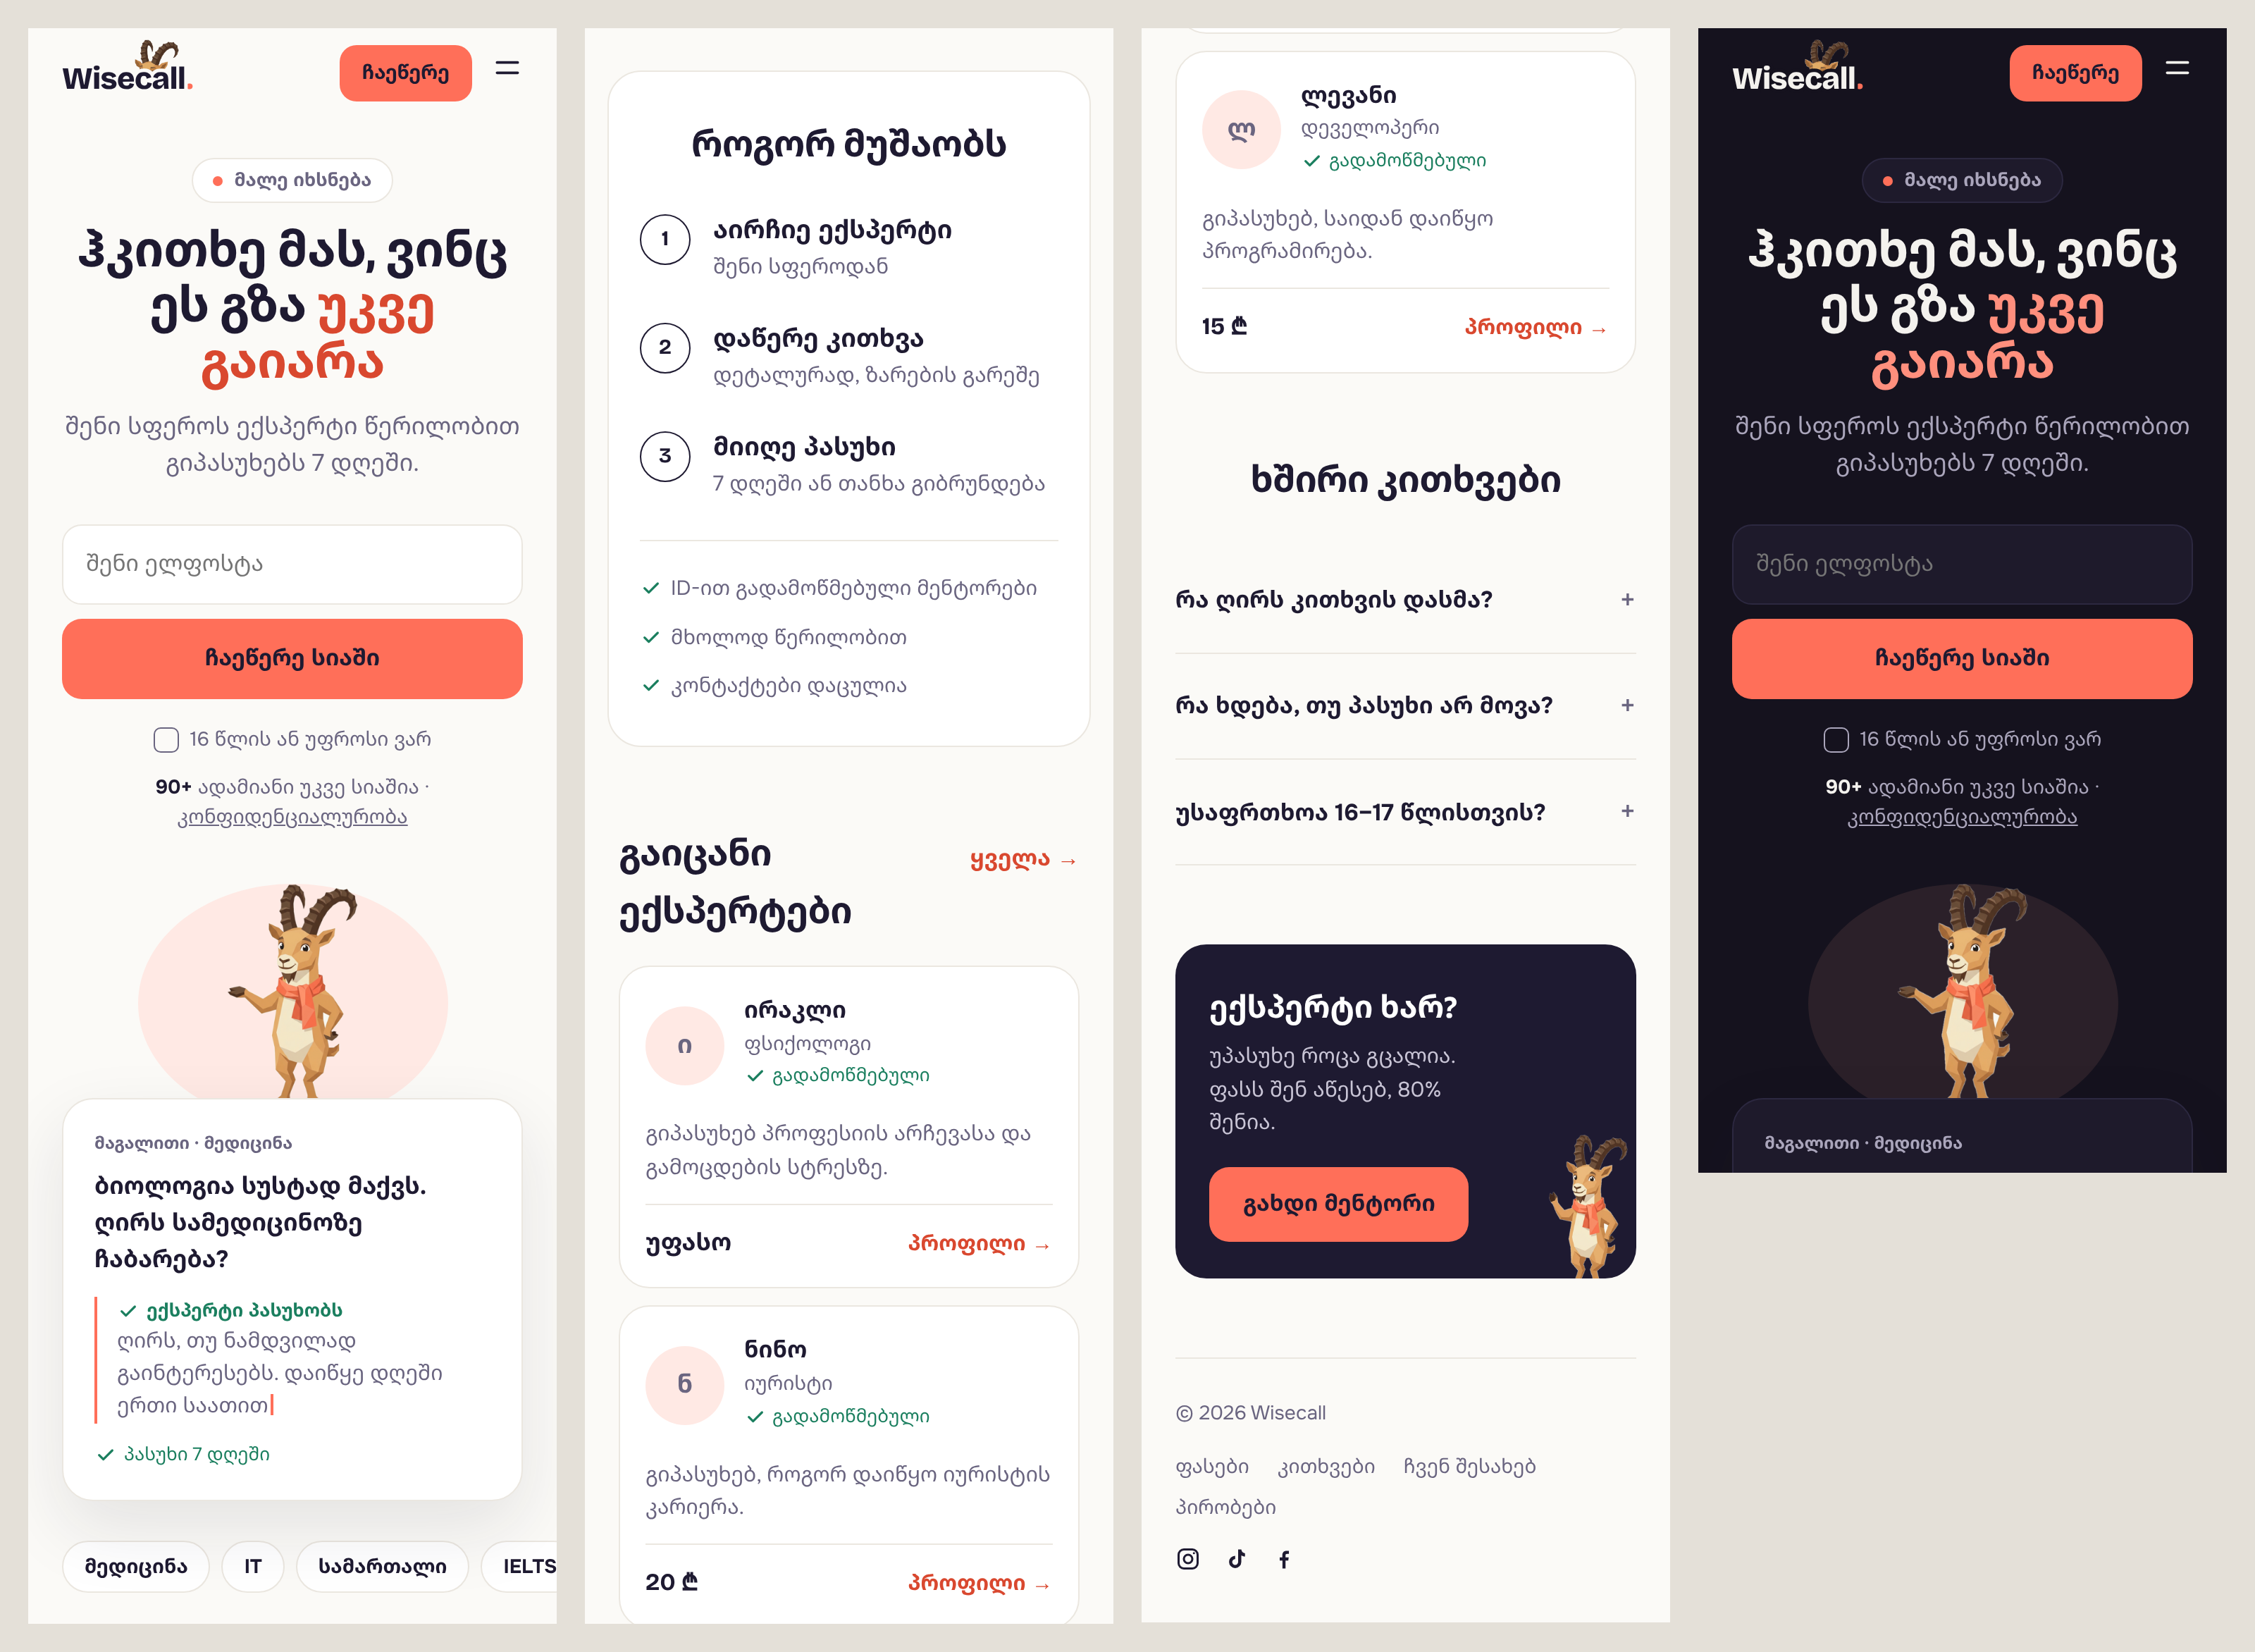 Wisecall.
ჩაეწერე
მალე იხსნება
ჰკითხე მას, ვინც
ეს გზა უკვე
გაიარა
შენი სფეროს ექსპერტი წერილობით
გიპასუხებს 7 დღეში.
შენი ელფოსტა
ჩაეწერე სიაში
16 წლის ან უფროსი ვარ
90+ ადამიანი უკვე სიაშია ·
კონფიდენციალურობა
მაგალითი · მედიცინა
ბიოლოგია სუსტად მაქვს.
ღირს სამედიცინოზე
ჩაბარება?
ექსპერტი პასუხობს
ღირს, თუ ნამდვილად
გაინტერესებს. დაიწყე დღეში
ერთი საათით
პასუხი 7 დღეში
მედიცინა IT სამართალი IELTS
როგორ მუშაობს
1 აირჩიე ექსპერტი
შენი სფეროდან
2 დაწერე კითხვა
დეტალურად, ზარების გარეშე
3 მიიღე პასუხი
7 დღეში ან თანხა გიბრუნდება
ID-ით გადამოწმებული მენტორები
მხოლოდ წერილობით
კონტაქტები დაცულია
გაიცანი
ექსპერტები
ყველა →
ი
ირაკლი
ფსიქოლოგი
გადამოწმებული
გიპასუხებ პროფესიის არჩევასა და
გამოცდების სტრესზე.
უფასო პროფილი →
ნ
ნინო
იურისტი
გადამოწმებული
გიპასუხებ, როგორ დაიწყო იურისტის
კარიერა.
20 ₾ პროფილი →
ლ
ლევანი
დეველოპერი
გადამოწმებული
გიპასუხებ, საიდან დაიწყო
პროგრამირება.
15 ₾ პროფილი →
ხშირი კითხვები
რა ღირს კითხვის დასმა? +
რა ხდება, თუ პასუხი არ მოვა? +
უსაფრთხოა 16–17 წლისთვის? +
ექსპერტი ხარ?
უპასუხე როცა გცალია.
ფასს შენ აწესებ, 80%
შენია.
გახდი მენტორი
© 2026 Wisecall
ფასები კითხვები ჩვენ შესახებ
პირობები
Wisecall.
ჩაეწერე
მალე იხსნება
ჰკითხე მას, ვინც
ეს გზა უკვე
გაიარა
შენი სფეროს ექსპერტი წერილობით
გიპასუხებს 7 დღეში.
შენი ელფოსტა
ჩაეწერე სიაში
16 წლის ან უფროსი ვარ
90+ ადამიანი უკვე სიაშია ·
კონფიდენციალურობა
მაგალითი · მედიცინა